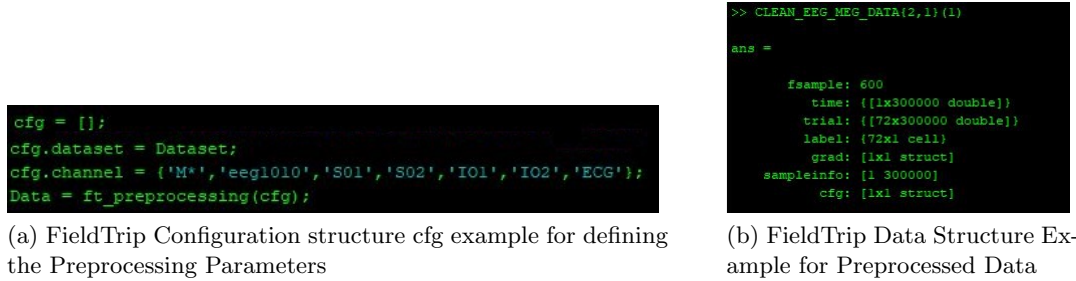 cfg = [];
cfg.dataset = Dataset;
cfg.channel = {'M*','eeg1010','SO1','SO2','IO1','IO2','ECG'};
Data = ft_preprocessing(cfg);
(a) FieldTrip Configuration structure cfg example for defining
the Preprocessing Parameters
>> CLEAN_EEG_MEG_DATA{2,1}(1)
ans =
fsample: 600
time: {[1x300000 double]}
trial: {[72x300000 double]}
label: {72x1 cell}
grad: [1x1 struct]
sampleinfo: [1 300000]
cfg: [1x1 struct]
(b) FieldTrip Data Structure Ex-
ample for Preprocessed Data